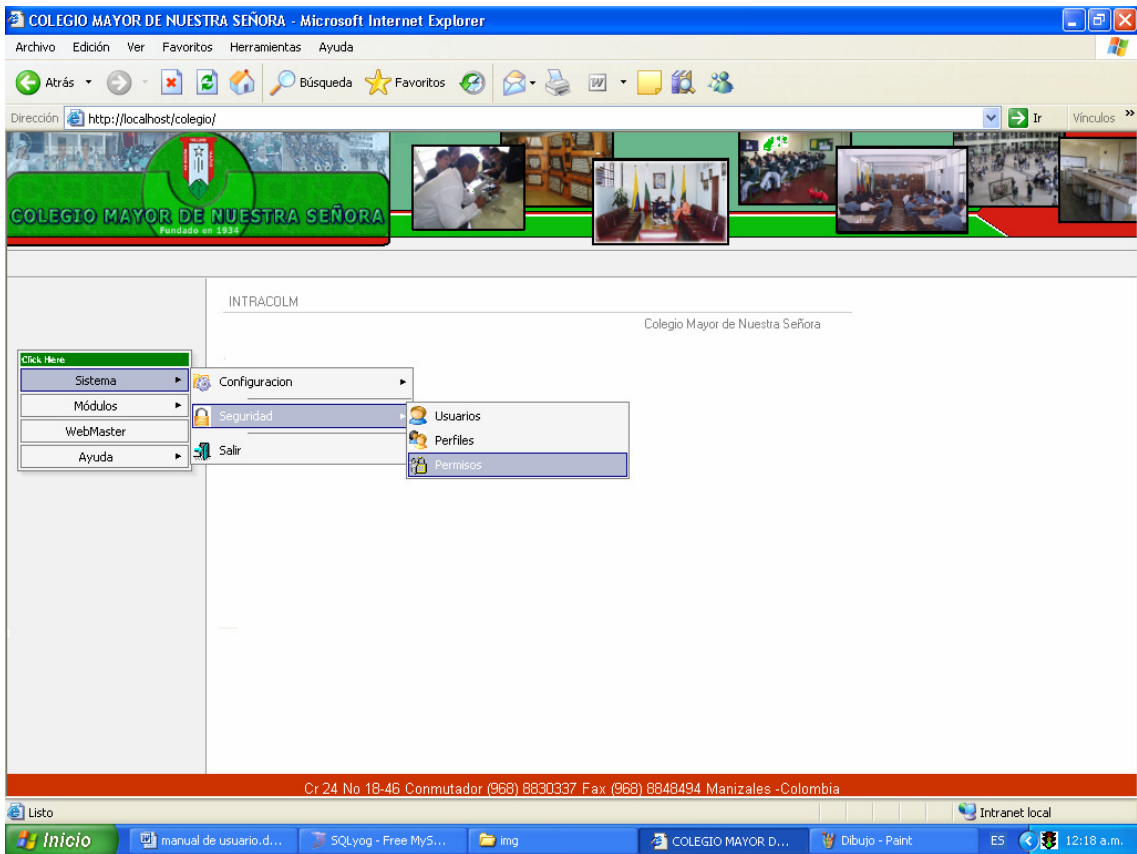 COLEGIO MAYOR DE NUESTRA SEÑORA - Microsoft Internet Explorer
Archivo Edición Ver Favoritos Herramientas Ayuda
Atrás Búsqueda Favoritos
Dirección http://localhost/colegio/ Ir Vínculos »
COLEGIO MAYOR DE NUESTRA SEÑORA
Fundado en 1934
INTRACOLM
Colegio Mayor de Nuestra Señora
Click Here
Sistema
Módulos
WebMaster
Ayuda
Configuracion
Seguridad
Salir
Usuarios
Perfiles
Permisos
Cr 24 No 18-46 Conmutador (968) 8830337 Fax (968) 8848494 Manizales -Colombia
Listo Intranet local
Inicio manual de usuario.d... SQLyog - Free MyS... img COLEGIO MAYOR D... Dibujo - Paint ES 12:18 a.m.